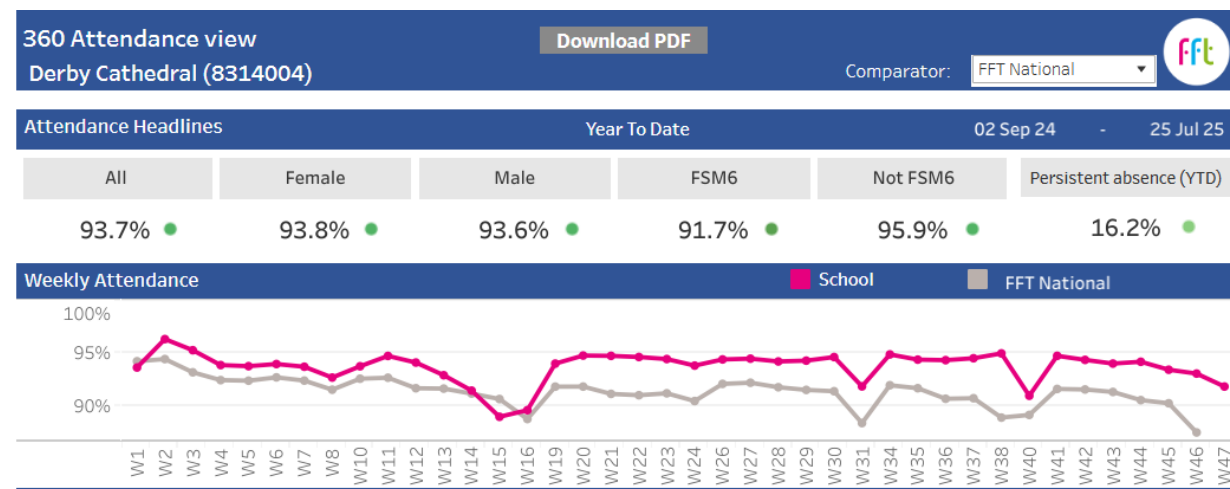 360 Attendance view
Download PDF
Derby Cathedral (8314004)
Comparator: FFT National
fft
Attendance Headlines Year To Date 02 Sep 24 - 25 Jul 25
All Female Male FSM6 Not FSM6 Persistent absence (YTD)
93.7% 93.8% 93.6% 91.7% 95.9% 16.2%
Weekly Attendance School FFT National
100%
95%
90%
W1 W2 W3 W4 W5 W6 W7 W8 W10 W11 W12 W13 W14 W15 W16 W19 W20 W21 W22 W23 W24 W26 W27 W28 W29 W30 W31 W34 W35 W36 W37 W38 W40 W41 W42 W43 W44 W45 W46 W47